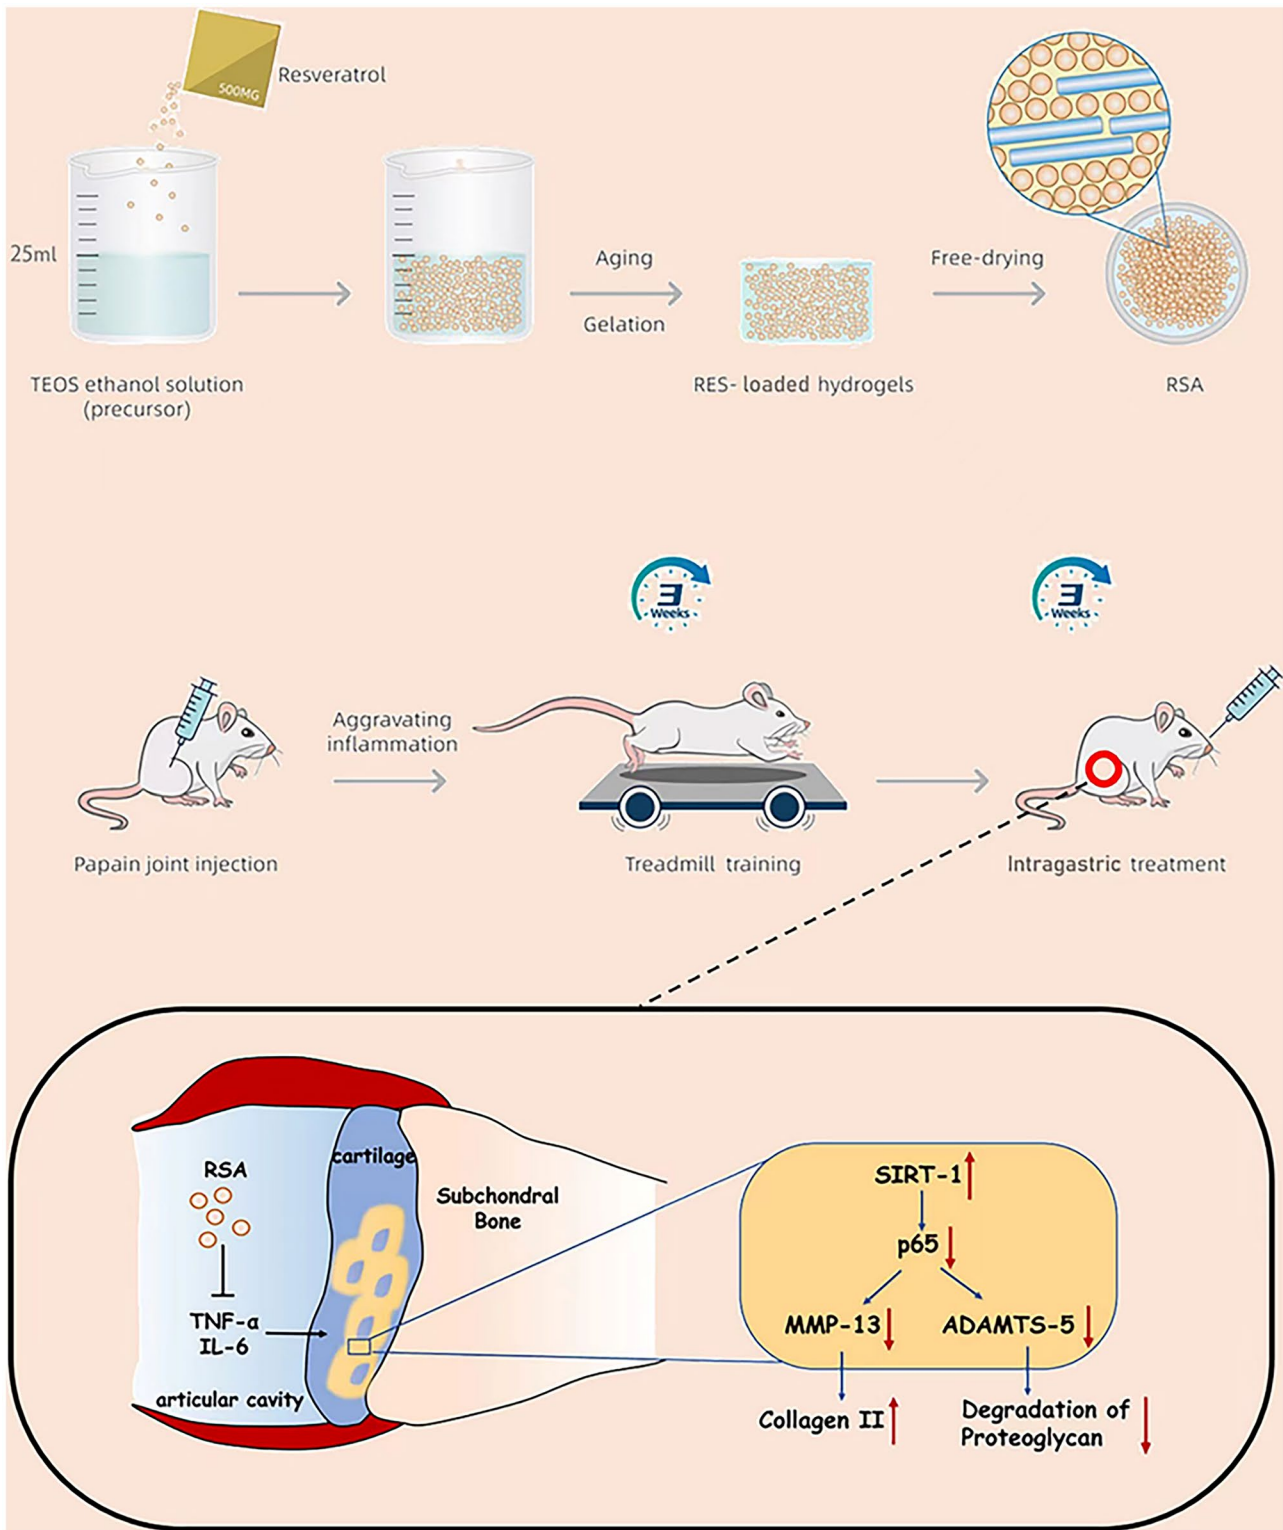 Resveratrol
500MG
25ml
Aging
Gelation
Free-drying
TEOS ethanol solution
(precursor)
RES- loaded hydrogels
RSA
3
Weeks
3
Weeks
Aggravating
inflammation
Papain joint injection
Treadmill training
Intragastric treatment
cartilage
RSA
Subchondral
Bone
TNF-α
IL-6
articular cavity
SIRT-1
p65
MMP-13
ADAMTS-5
Collagen II
Degradation of
Proteoglycan